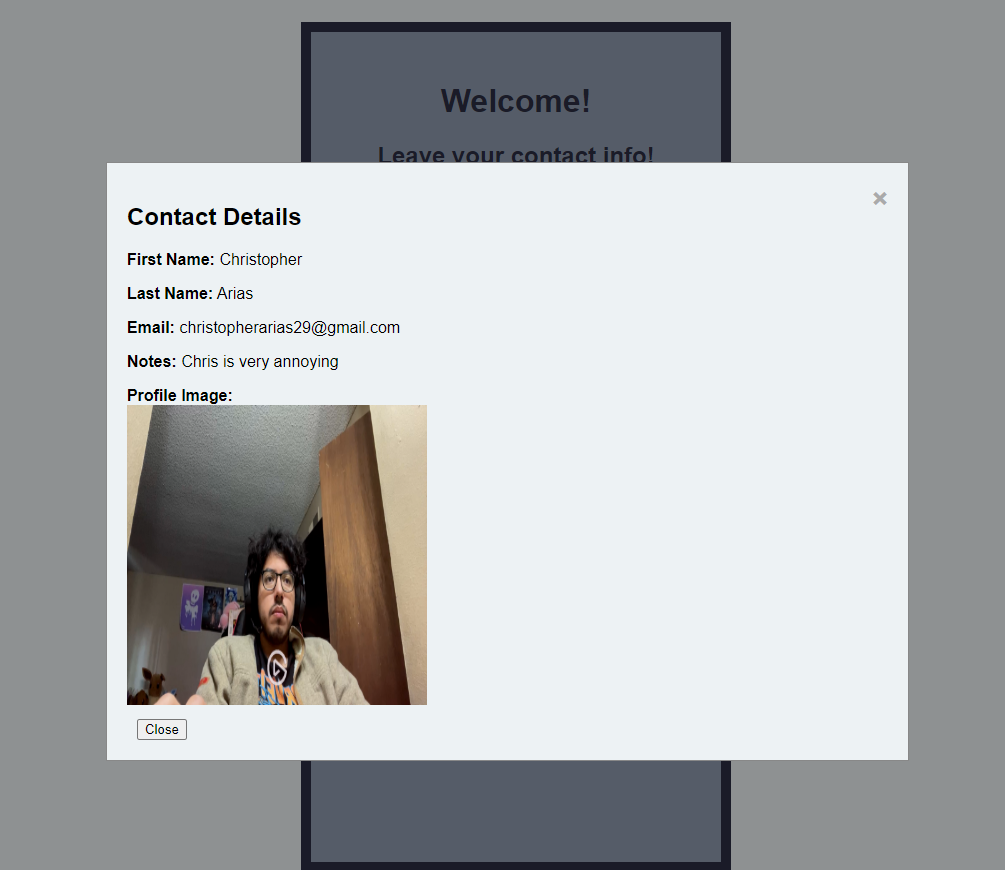 Welcome!
Leave your contact info!
×
Contact Details
First Name: Christopher
Last Name: Arias
Email: christopherarias29@gmail.com
Notes: Chris is very annoying
Profile Image:
Close